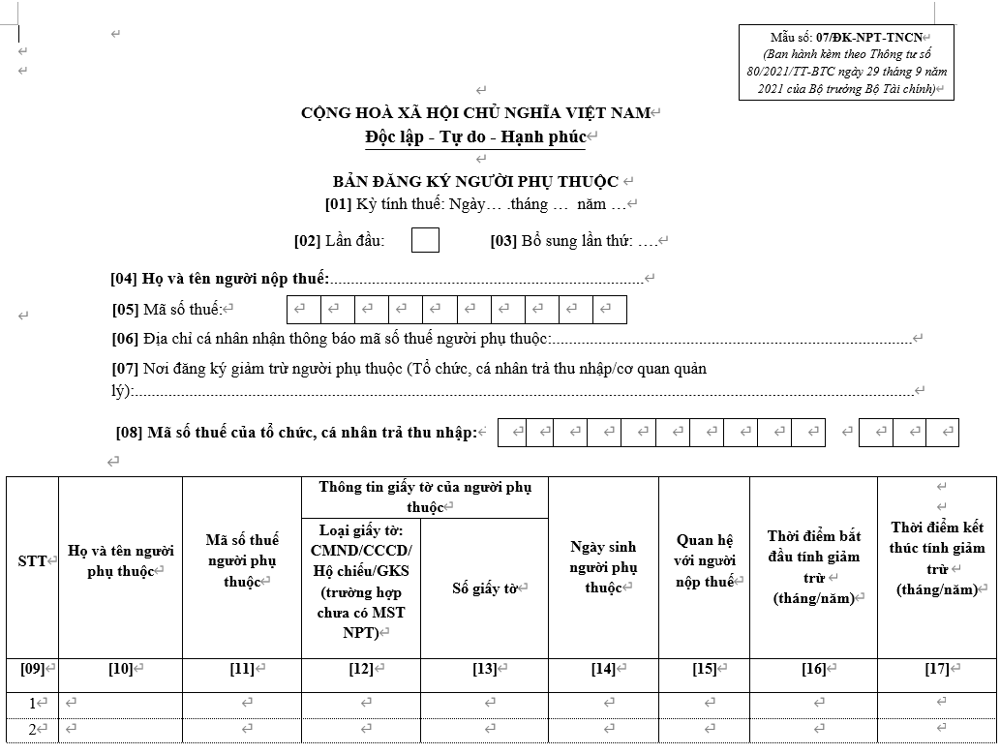 Mẫu số: 07/ĐK-NPT-TNCN
(Ban hành kèm theo Thông tư số
80/2021/TT-BTC ngày 29 tháng 9 năm
2021 của Bộ trưởng Bộ Tài chính)
CỘNG HOÀ XÃ HỘI CHỦ NGHĨA VIỆT NAM
Độc lập - Tự do - Hạnh phúc
BẢN ĐĂNG KÝ NGƯỜI PHỤ THUỘC
[01] Kỳ tính thuế: Ngày… .tháng … năm …
[02] Lần đầu: [03] Bổ sung lần thứ: ….
[04] Họ và tên người nộp thuế:.................................................................
[05] Mã số thuế:
[06] Địa chỉ cá nhân nhận thông báo mã số thuế người phụ thuộc:...........................................................................
[07] Nơi đăng ký giảm trừ người phụ thuộc (Tổ chức, cá nhân trả thu nhập/cơ quan quản
lý):.................................................................................................................................................................
[08] Mã số thuế của tổ chức, cá nhân trả thu nhập:
STT
Họ và tên người
phụ thuộc
Mã số thuế
người phụ
thuộc
Thông tin giấy tờ của người phụ
thuộc
Loại giấy tờ:
CMND/CCCD/
Hộ chiếu/GKS
(trường hợp
chưa có MST
NPT)
Số giấy tờ
Ngày sinh
người phụ
thuộc
Quan hệ
với người
nộp thuế
Thời điểm bắt
đầu tính giảm
trừ
(tháng/năm)
Thời điểm kết
thúc tính giảm
trừ
(tháng/năm)
[09] [10] [11] [12] [13] [14] [15] [16] [17]
1
2